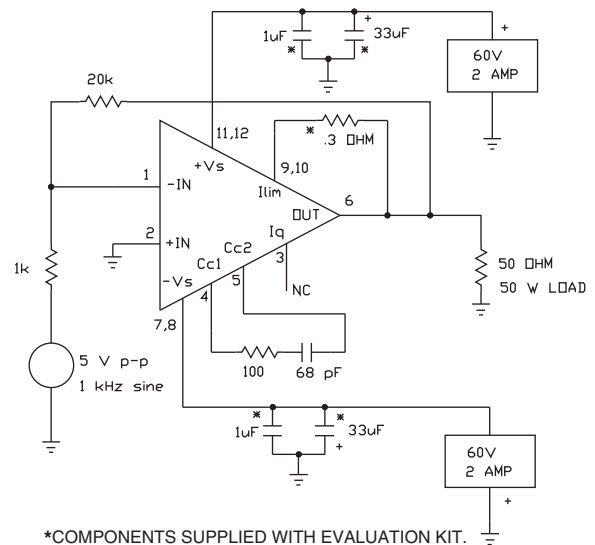 1uF
*
+
33uF
*
+
60V
2 AMP
20k
11,12
+Vs
* .3 OHM
9,10
Ilim
1
-IN
6
OUT
2
+IN
Iq
3
Cc2
5
Cc1
4
NC
-Vs
7,8
1k
50 OHM
50 W LOAD
5 V p-p
1 kHz sine
100
68 pF
*
1uF
*
33uF
+
60V
2 AMP
+
*COMPONENTS SUPPLIED WITH EVALUATION KIT.